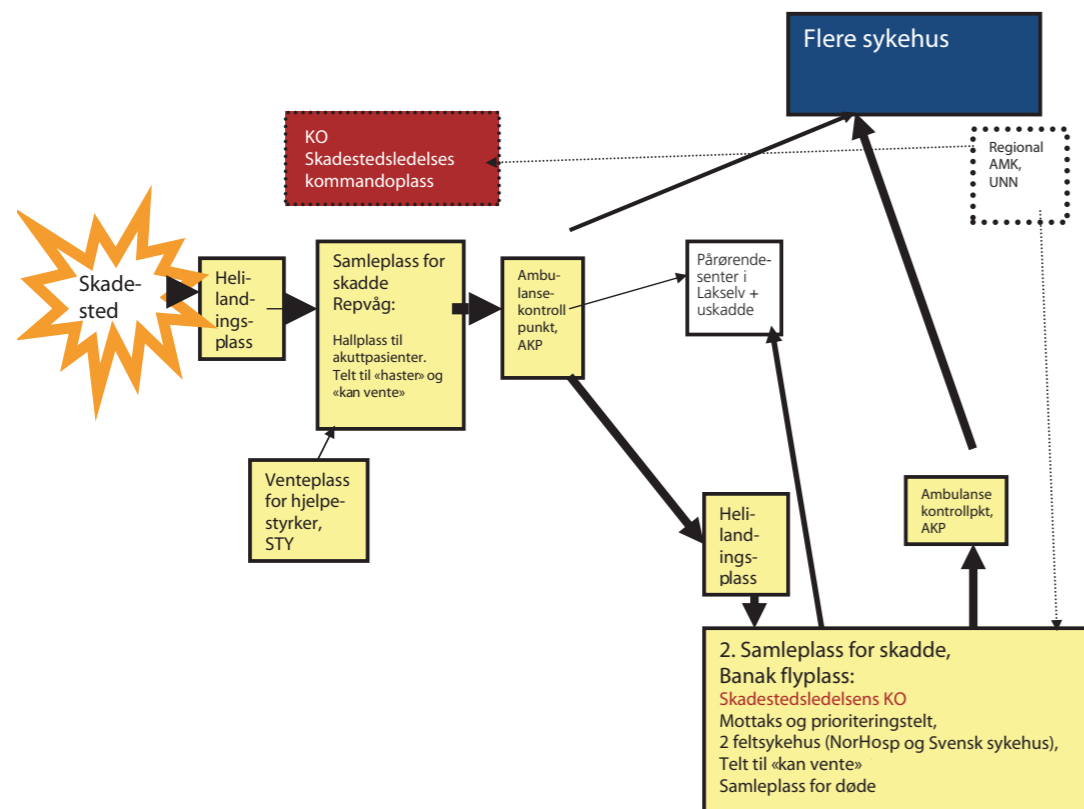 Flere sykehus
KO
Skadestedsledelses
kommandoplass
Regional
AMK,
UNN
Skade-
sted
Heli-
land-
ings-
plass
Samleplass for
skadde
Repvåg:
Hallplass til
akuttpasienter.
Telt til «haster» og
«kan vente»
Ambu-
lanse-
kontroll
punkt,
AKP
Pårørende-
senter i
Lakselv +
uskadde
Venteplass
for hjelpe-
styrker,
STY
Heli-
land-
ings-
plass
Ambulanse
kontrollpkt,
AKP
2. Samleplass for skadde,
Banak flyplass:
Skadestedsledelsens KO
Mottaks og prioriteringstelt,
2 feltsykehus (NorHosp og Svensk sykehus),
Telt til «kan vente»
Samleplass for døde